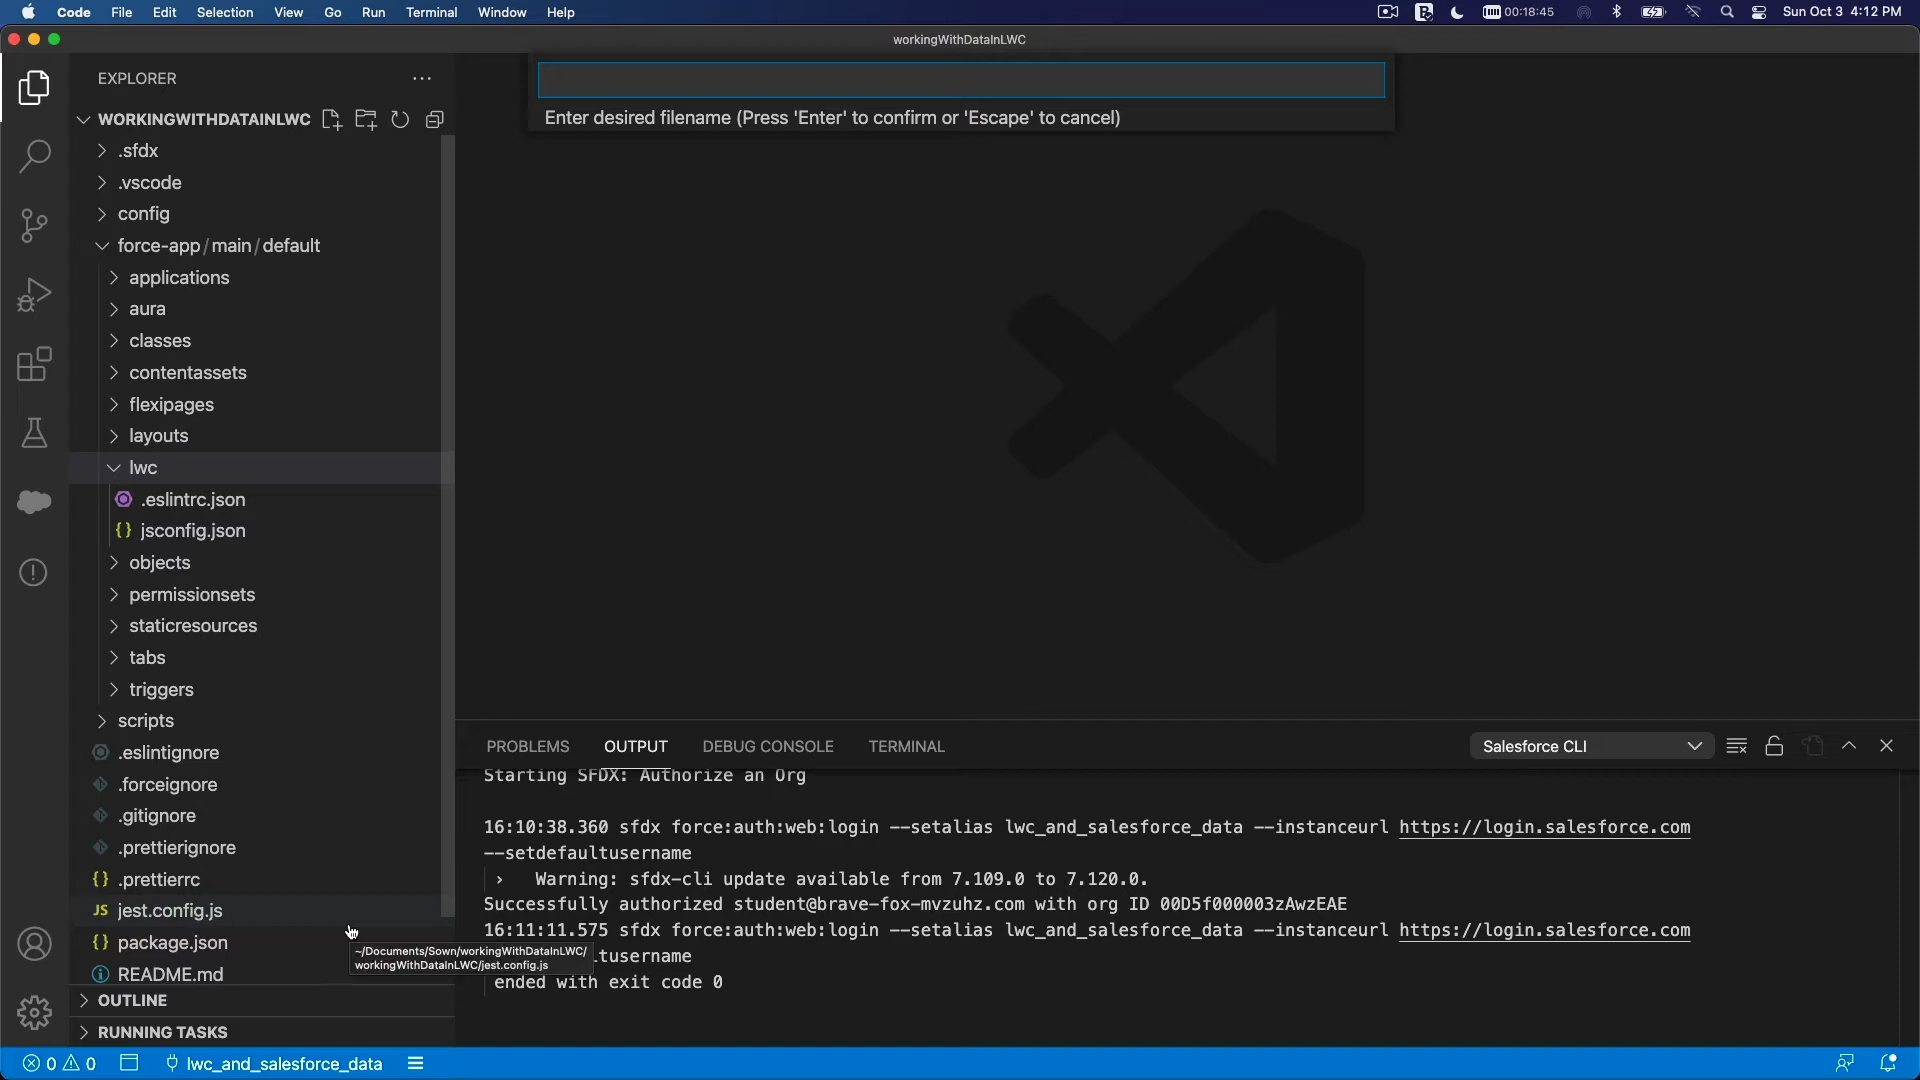 Code File Edit Selection View Go Run Terminal Window Help
00:18:45 Sun Oct 3 4:12 PM
workingWithDataInLWC
EXPLORER
Enter desired filename (Press 'Enter' to confirm or 'Escape' to cancel)
WORKINGWITHDATAINLWC
.sfdx
.vscode
config
force-app / main / default
applications
aura
classes
contentassets
flexipages
layouts
lwc
.eslintrc.json
{} jsconfig.json
objects
permissionsets
staticresources
tabs
triggers
scripts
.eslintignore
.forceignore
.gitignore
.prettierignore
{} .prettierrc
JS jest.config.js
{} package.json
README.md
~/Documents/Sown/workingWithDataInLWC/
workingWithDataInLWC/jest.config.js
OUTLINE
RUNNING TASKS
PROBLEMS OUTPUT DEBUG CONSOLE TERMINAL
Salesforce CLI
Starting SFDX: Authorize an Org
16:10:38.360 sfdx force:auth:web:login --setalias lwc_and_salesforce_data --instanceurl https://login.salesforce.com
--setdefaultusername
› Warning: sfdx-cli update available from 7.109.0 to 7.120.0.
Successfully authorized student@brave-fox-mvzuhz.com with org ID 00D5f000003zAwzEAE
16:11:11.575 sfdx force:auth:web:login --setalias lwc_and_salesforce_data --instanceurl https://login.salesforce.com
ltusername
ended with exit code 0
0 0 lwc_and_salesforce_data